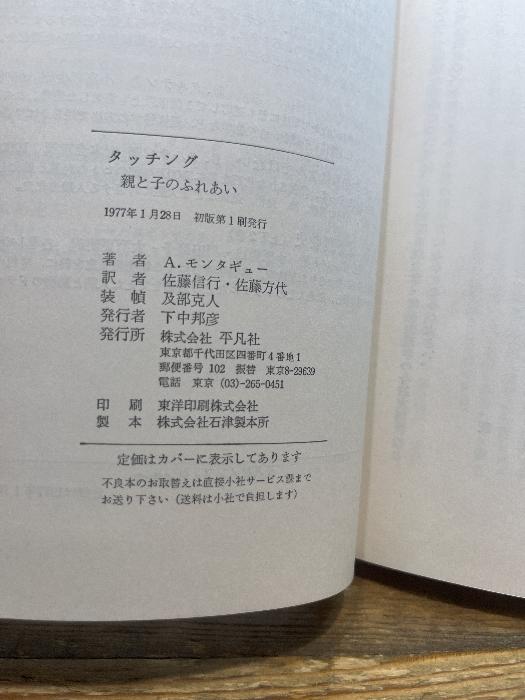 タッチング
親と子のふれあい
1977年1月28日　初版第1刷発行
著　者　A. モンタギュー
訳　者　佐藤信行・佐藤方代
装　幀　及部克人
発行者　下中邦彦
発行所　株式会社 平凡社
東京都千代田区四番町4番地1
郵便番号 102　振替　東京8-29639
電話　東京 (03)-265-0451
印　刷　東洋印刷株式会社
製　本　株式会社石津製本所
定価はカバーに表示してあります
不良本のお取替えは直接小社サービス課まで
お送り下さい（送料は小社で負担します）